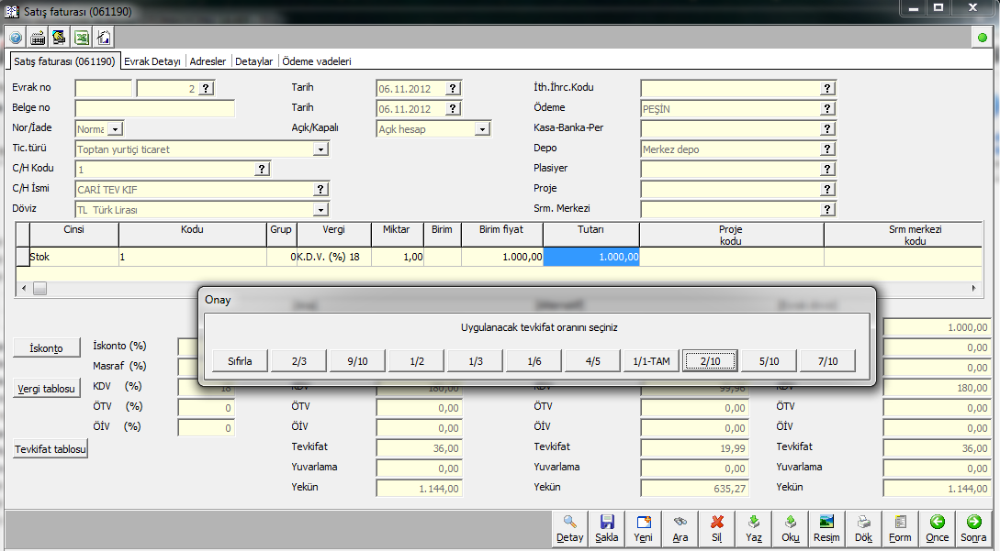 Satış faturası (061190)
Satış faturası (061190) Evrak Detayı Adresler Detaylar Ödeme vadeleri
Evrak no 2 ? Tarih 06.11.2012 ? İth.İhrc.Kodu ?
Belge no Tarih 06.11.2012 ? Ödeme PEŞİN ?
Nor/İade Norma Açık/Kapalı Açık hesap Kasa-Banka-Per ?
Tic.türü Toptan yurtiçi ticaret Depo Merkez depo ?
C/H Kodu 1 ? Plasiyer ?
C/H İsmi CARİ TEV KIF ? Proje ?
Döviz TL Türk Lirası Srm. Merkezi ?
Cinsi Kodu Grup Vergi Miktar Birim Birim fiyat Tutarı Proje kodu Srm merkezi kodu
Stok 1 0 K.D.V. (%) 18 1,00 1.000,00 1.000,00
Onay
Uygulanacak tevkifat oranını seçiniz
Sıfırla 2/3 9/10 1/2 1/3 1/6 4/5 1/1-TAM 2/10 5/10 7/10
1.000,00
İskonto İskonto (%) 0,00
Masraf (%) 0,00
Vergi tablosu KDV (%) 18 KDV 180,00 KDV 99,96 KDV 180,00
ÖTV (%) 0 ÖTV 0,00 ÖTV 0,00 ÖTV 0,00
ÖİV (%) 0 ÖİV 0,00 ÖİV 0,00 ÖİV 0,00
Tevkifat tablosu Tevkifat 36,00 Tevkifat 19,99 Tevkifat 36,00
Yuvarlama 0,00 Yuvarlama 0,00 Yuvarlama 0,00
Yekün 1.144,00 Yekün 635,27 Yekün 1.144,00
Detay Sakla Yeni Ara Sil Yaz Oku Resim Dök Form Once Sonra